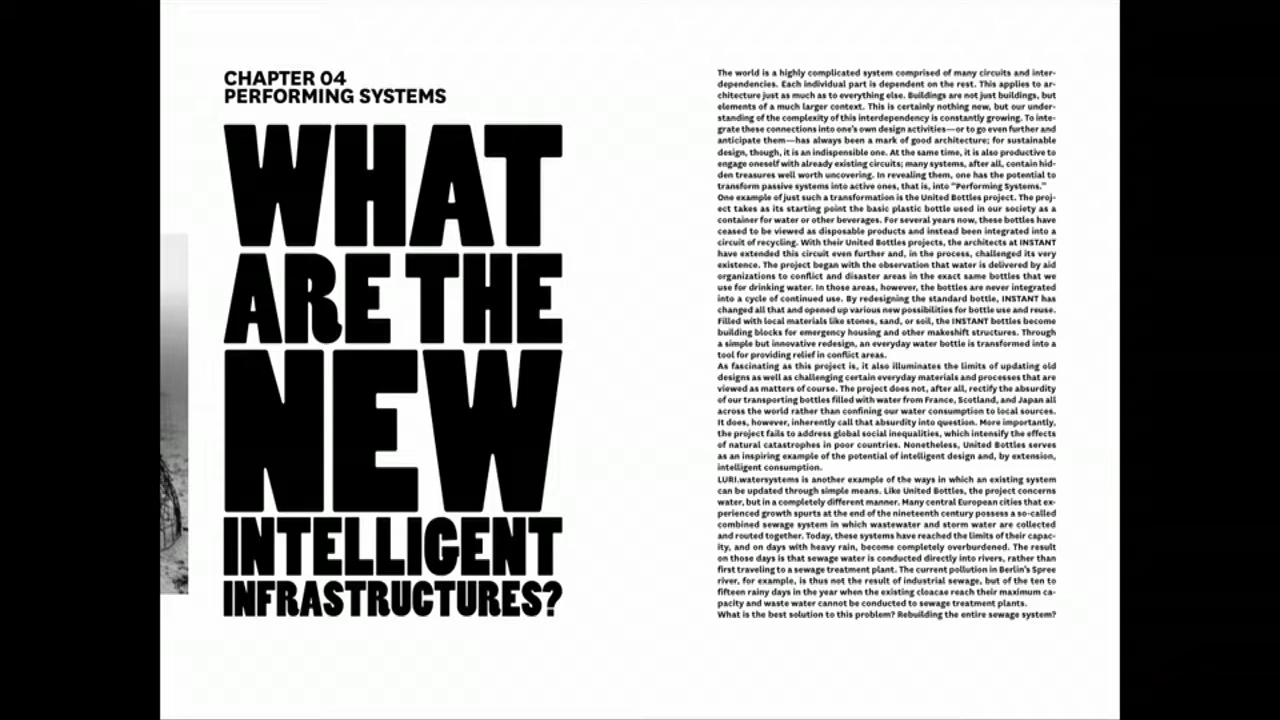 CHAPTER 04
PERFORMING SYSTEMS
WHAT
ARE THE
NEW
INTELLIGENT
INFRASTRUCTURES?
The world is a highly complicated system comprised of many circuits and inter-
dependencies. Each individual part is dependent on the rest. This applies to ar-
chitecture just as much as to everything else. Buildings are not just buildings, but
elements of a much larger context. This is certainly nothing new, but our under-
standing of the complexity of this interdependency is constantly growing. To inte-
grate these connections into one's own design activities—or to go even further and
anticipate them—has always been a mark of good architecture; for sustainable
design, though, it is an indispensible one. At the same time, it is also productive to
engage oneself with already existing circuits; many systems, after all, contain hid-
den treasures well worth uncovering. In revealing them, one has the potential to
transform passive systems into active ones, that is, into "Performing Systems."
One example of just such a transformation is the United Bottles project. The proj-
ect takes as its starting point the basic plastic bottle used in our society as a
container for water or other beverages. For several years now, these bottles have
ceased to be viewed as disposable products and instead been integrated into a
circuit of recycling. With their United Bottles projects, the architects at INSTANT
have extended this circuit even further and, in the process, challenged its very
existence. The project began with the observation that water is delivered by aid
organizations to conflict and disaster areas in the exact same bottles that we
use for drinking water. In those areas, however, the bottles are never integrated
into a cycle of continued use. By redesigning the standard bottle, INSTANT has
changed all that and opened up various new possibilities for bottle use and reuse.
Filled with local materials like stones, sand, or soil, the INSTANT bottles become
building blocks for emergency housing and other makeshift structures. Through
a simple but innovative redesign, an everyday water bottle is transformed into a
tool for providing relief in conflict areas.
As fascinating as this project is, it also illuminates the limits of updating old
designs as well as challenging certain everyday materials and processes that are
viewed as matters of course. The project does not, after all, rectify the absurdity
of our transporting bottles filled with water from France, Scotland, and Japan all
across the world rather than confining our water consumption to local sources.
It does, however, inherently call that absurdity into question. More importantly,
the project fails to address global social inequalities, which intensify the effects
of natural catastrophes in poor countries. Nonetheless, United Bottles serves
as an inspiring example of the potential of intelligent design and, by extension,
intelligent consumption.
LURI.watersystems is another example of the ways in which an existing system
can be updated through simple means. Like United Bottles, the project concerns
water, but in a completely different manner. Many central European cities that ex-
perienced growth spurts at the end of the nineteenth century possess a so-called
combined sewage system in which wastewater and storm water are collected
and routed together. Today, these systems have reached the limits of their capac-
ity, and on days with heavy rain, become completely overburdened. The result
on those days is that sewage water is conducted directly into rivers, rather than
first traveling to a sewage treatment plant. The current pollution in Berlin's Spree
river, for example, is thus not the result of industrial sewage, but of the ten to
fifteen rainy days in the year when the existing cloacae reach their maximum ca-
pacity and waste water cannot be conducted to sewage treatment plants.
What is the best solution to this problem? Rebuilding the entire sewage system?